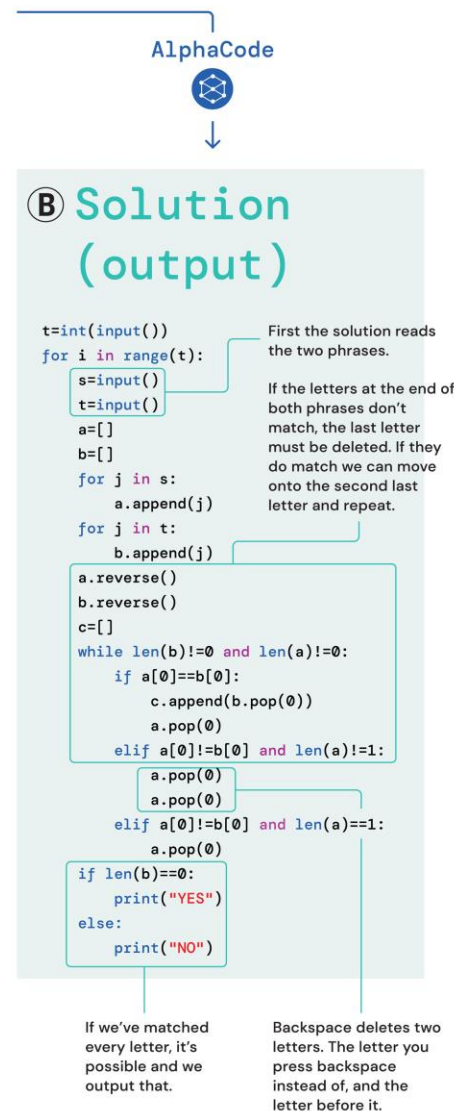 AlphaCode
B Solution
(output)
t=int(input())
for i in range(t):
    s=input()
    t=input()
    a=[]
    b=[]
    for j in s:
        a.append(j)
    for j in t:
        b.append(j)
    a.reverse()
    b.reverse()
    c=[]
    while len(b)!=0 and len(a)!=0:
        if a[0]==b[0]:
            c.append(b.pop(0))
            a.pop(0)
        elif a[0]!=b[0] and len(a)!=1:
            a.pop(0)
            a.pop(0)
        elif a[0]!=b[0] and len(a)==1:
            a.pop(0)
    if len(b)==0:
        print("YES")
    else:
        print("NO")
First the solution reads
the two phrases.
If the letters at the end of
both phrases don’t
match, the last letter
must be deleted. If they
do match we can move
onto the second last
letter and repeat.
If we’ve matched
every letter, it’s
possible and we
output that.
Backspace deletes two
letters. The letter you
press backspace
instead of, and the
letter before it.